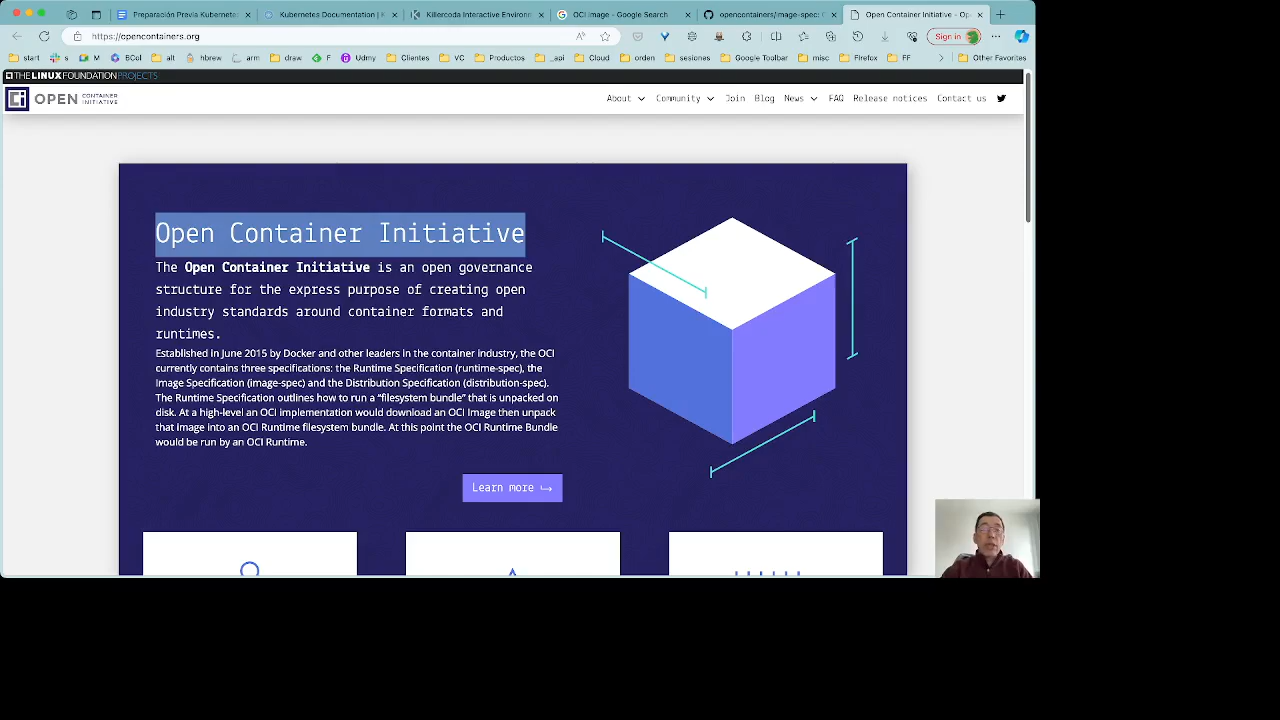 Preparación Previa Kubernetes
Kubernetes Documentation | K
Killercoda Interactive Environ
OCI Image - Google Search
opencontainers/image-spec: O
Open Container Initiative - Op
https://opencontainers.org
Sign in
start
s
M
BCol
all
hbrew
arm
draw
F
Udmy
Clientes
VC
Productos
_api
Cloud
orden
sesiones
Google Toolbar
misc
Firefox
FF
Other Favorites
THE LINUX FOUNDATION PROJECTS
OPEN CONTAINER INITIATIVE
About
Community
Join
Blog
News
FAQ
Release notices
Contact us
Open Container Initiative
The Open Container Initiative is an open governance
structure for the express purpose of creating open
industry standards around container formats and
runtimes.
Established in June 2015 by Docker and other leaders in the container industry, the OCI
currently contains three specifications: the Runtime Specification (runtime-spec), the
Image Specification (image-spec) and the Distribution Specification (distribution-spec).
The Runtime Specification outlines how to run a “filesystem bundle” that is unpacked on
disk. At a high-level an OCI implementation would download an OCI Image then unpack
that image into an OCI Runtime filesystem bundle. At this point the OCI Runtime Bundle
would be run by an OCI Runtime.
Learn more